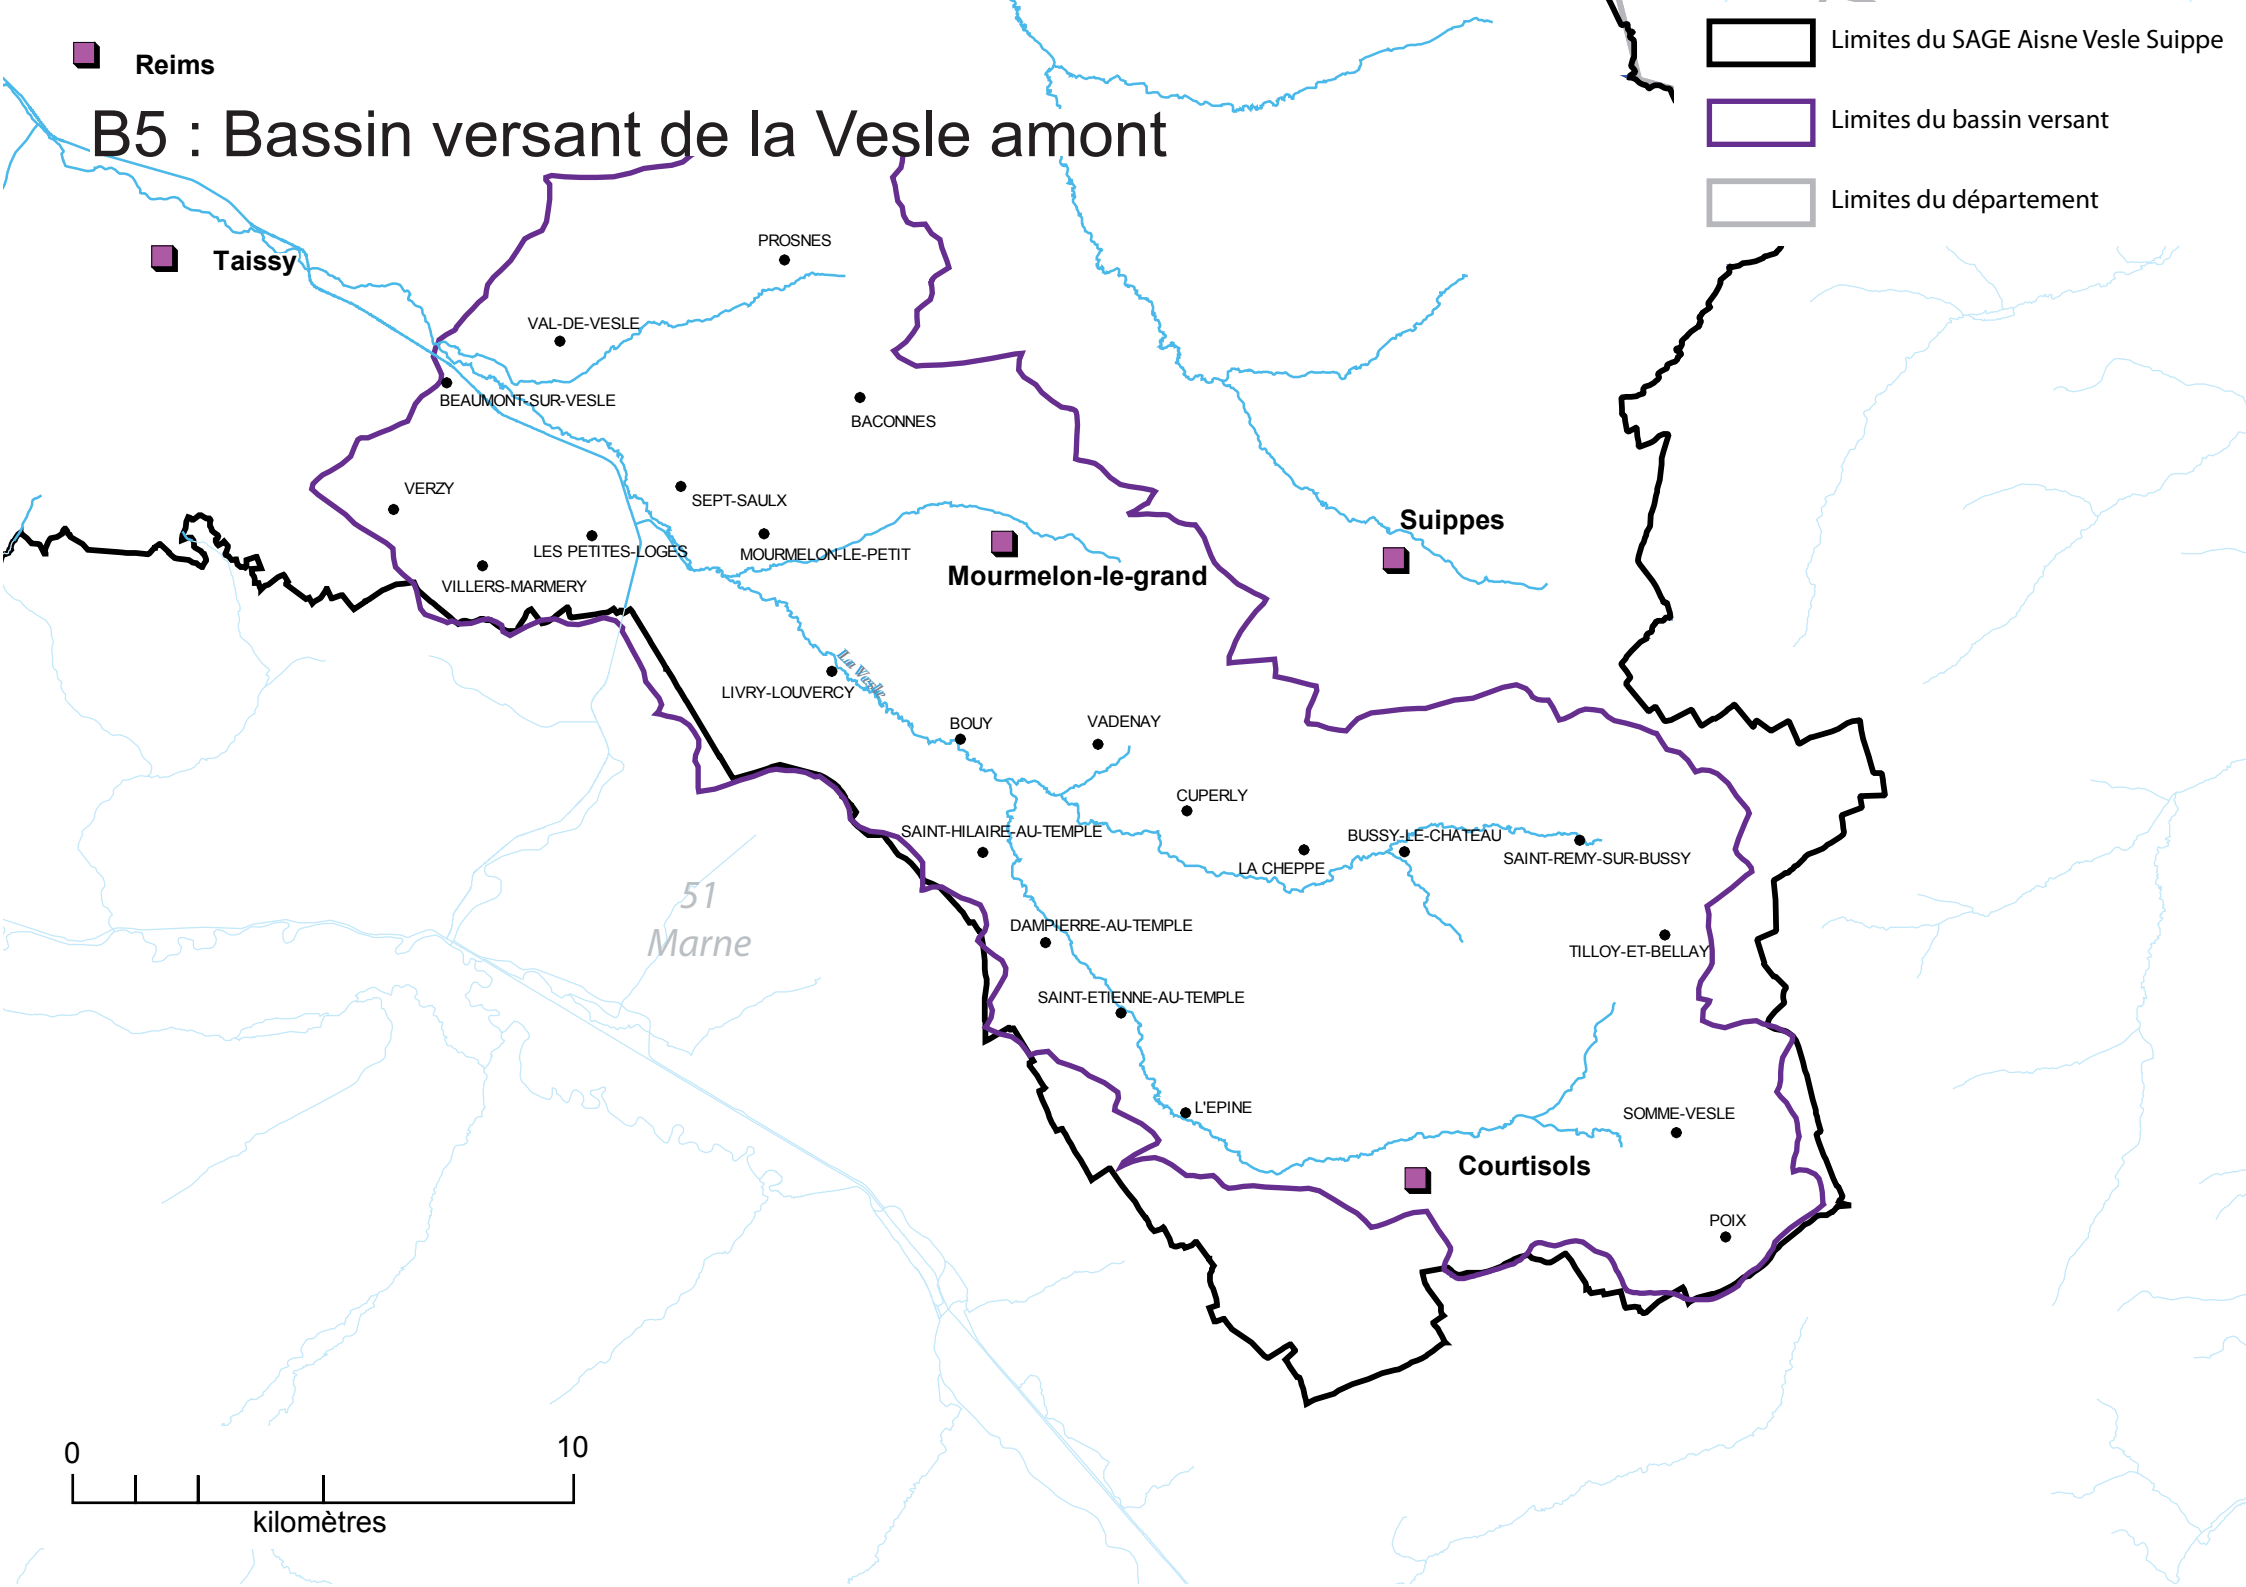 Limites du SAGE Aisne Vesle Suippe
Reims
B5 : Bassin versant de la Vesle amont
Limites du bassin versant
Limites du département
PROSNES
Taissy
VAL-DE-VESLE
BEAUMONT-SUR-VESLE
BACONNES
VERZY
SEPT-SAULX
Suippes
LES PETITES-LOGES
MOURMELON-LE-PETIT
Mourmelon-le-grand
VILLERS-MARMERY
La Vesle
LIVRY-LOUVERCY
BOUY
VADENAY
CUPERLY
SAINT-HILAIRE-AU-TEMPLE
BUSSY-LE-CHATEAU
SAINT-REMY-SUR-BUSSY
LA CHEPPE
51
Marne
DAMPIERRE-AU-TEMPLE
TILLOY-ET-BELLAY
SAINT-ETIENNE-AU-TEMPLE
L'EPINE
SOMME-VESLE
Courtisols
POIX
0 10
kilomètres